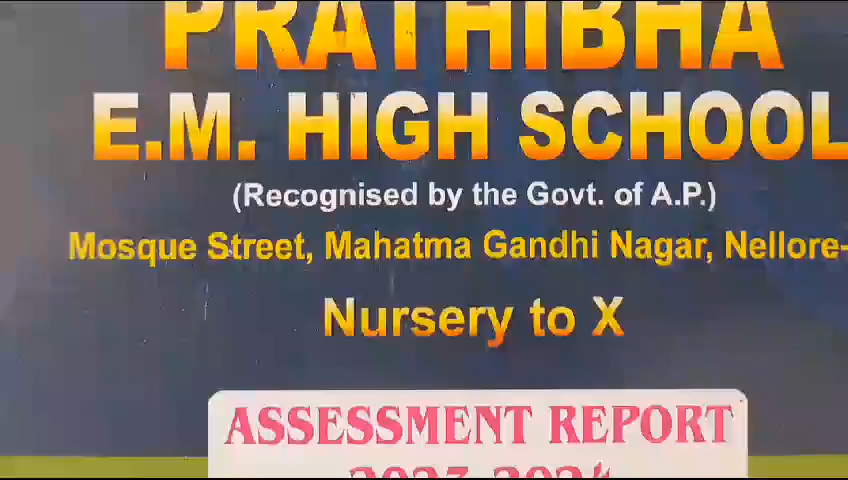 PRATHIBHA
E.M. HIGH SCHOOL
(Recognised by the Govt. of A.P.)
Mosque Street, Mahatma Gandhi Nagar, Nellore-
Nursery to X
ASSESSMENT REPORT